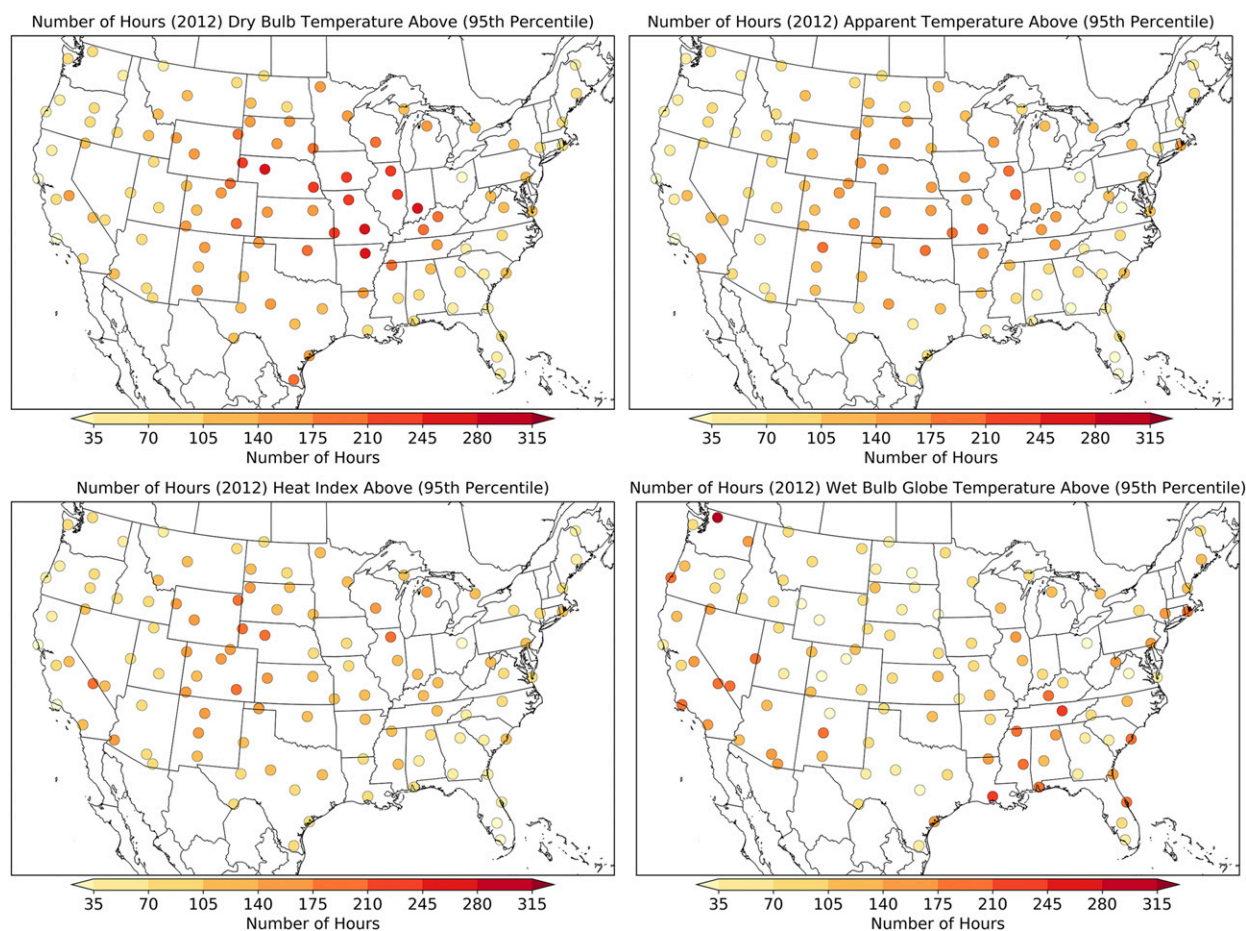 Number of Hours (2012) Dry Bulb Temperature Above (95th Percentile)
Number of Hours (2012) Apparent Temperature Above (95th Percentile)
35 70 105 140 175 210 245 280 315
Number of Hours
35 70 105 140 175 210 245 280 315
Number of Hours
Number of Hours (2012) Heat Index Above (95th Percentile)
Number of Hours (2012) Wet Bulb Globe Temperature Above (95th Percentile)
35 70 105 140 175 210 245 280 315
Number of Hours
35 70 105 140 175 210 245 280 315
Number of Hours